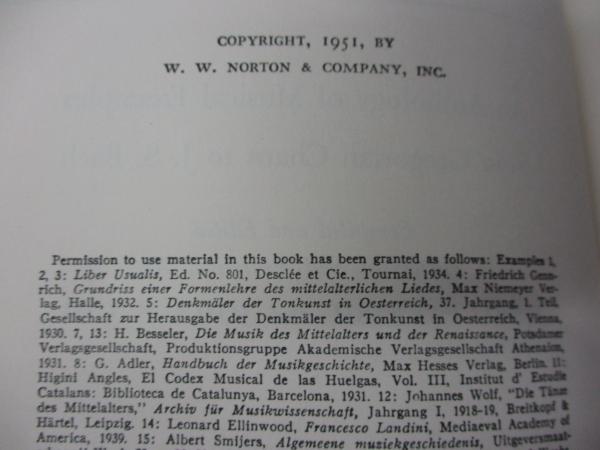 COPYRIGHT, 1951, BY
W. W. NORTON & COMPANY, INC.
Permission to use material in this book has been granted as follows: Examples 1,
2, 3: Liber Usualis, Ed. No. 801, Desclée et Cie., Tournai, 1934. 4: Friedrich Genn-
rich, Grundriss einer Formenlehre des mittelalterlichen Liedes, Max Niemeyer Ver-
lag, Halle, 1932. 5: Denkmäler der Tonkunst in Oesterreich, 37. Jahrgang, 1. Teil,
Gesellschaft zur Herausgabe der Denkmäler der Tonkunst in Oesterreich, Vienna,
1930. 7, 13: H. Besseler, Die Musik des Mittelalters und der Renaissance, Potsdamer
Verlagsgesellschaft, Produktionsgruppe Akademische Verlagsgesellschaft Athenaion,
1931. 8: G. Adler, Handbuch der Musikgeschichte, Max Hesses Verlag, Berlin. 11:
Higini Angles, El Codex Musical de las Huelgas, Vol. III, Institut d' Estudis
Catalans: Biblioteca de Catalunya, Barcelona, 1931. 12: Johannes Wolf, "Die Tänze
des Mittelalters," Archiv für Musikwissenschaft, Jahrgang I, 1918-19, Breitkopf &
Härtel, Leipzig. 14: Leonard Ellinwood, Francesco Landini, Mediaeval Academy of
America, 1939. 15: Albert Smijers, Algemeene muziekgeschiedenis, Uitgeversmaat-